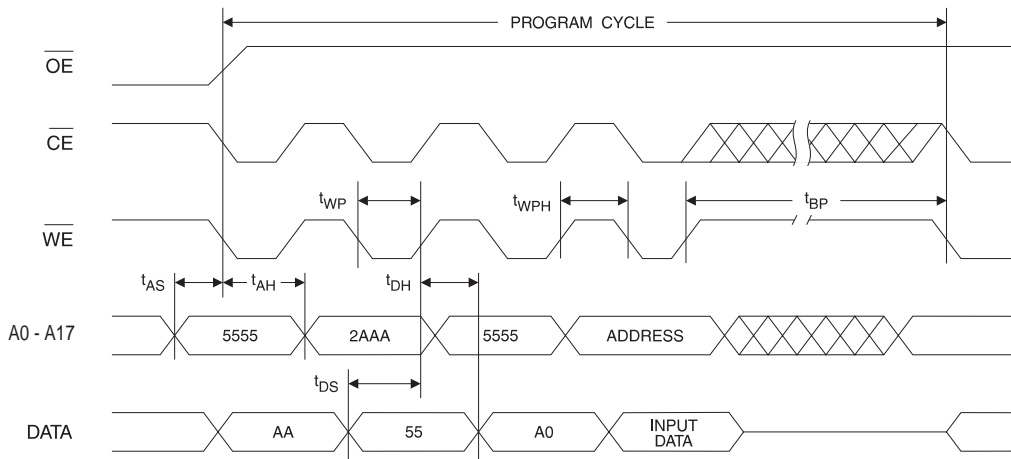 PROGRAM CYCLE
OE
CE
tWP
tWPH
tBP
WE
tAS
tAH
tDH
A0 - A17
5555
2AAA
5555
ADDRESS
tDS
DATA
AA
55
A0
INPUT
DATA